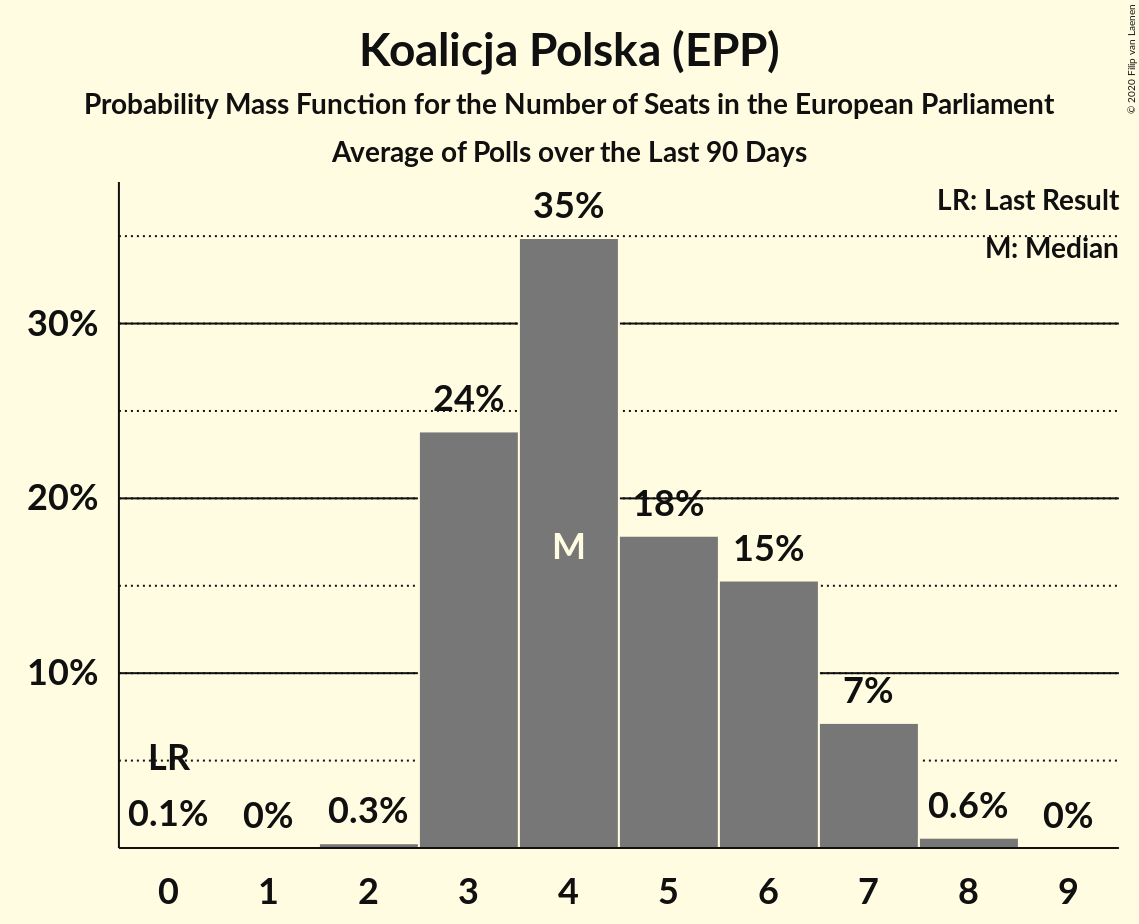 Koalicja Polska (EPP)
Probability Mass Function for the Number of Seats in the European Parliament
Average of Polls over the Last 90 Days
© 2020 Filip van Laenen
LR: Last Result
M: Median
35%
30%
24%
20%
18%
M
15%
10%
7%
LR
0.1%
0%
0.3%
0.6%
0%
0 1 2 3 4 5 6 7 8 9